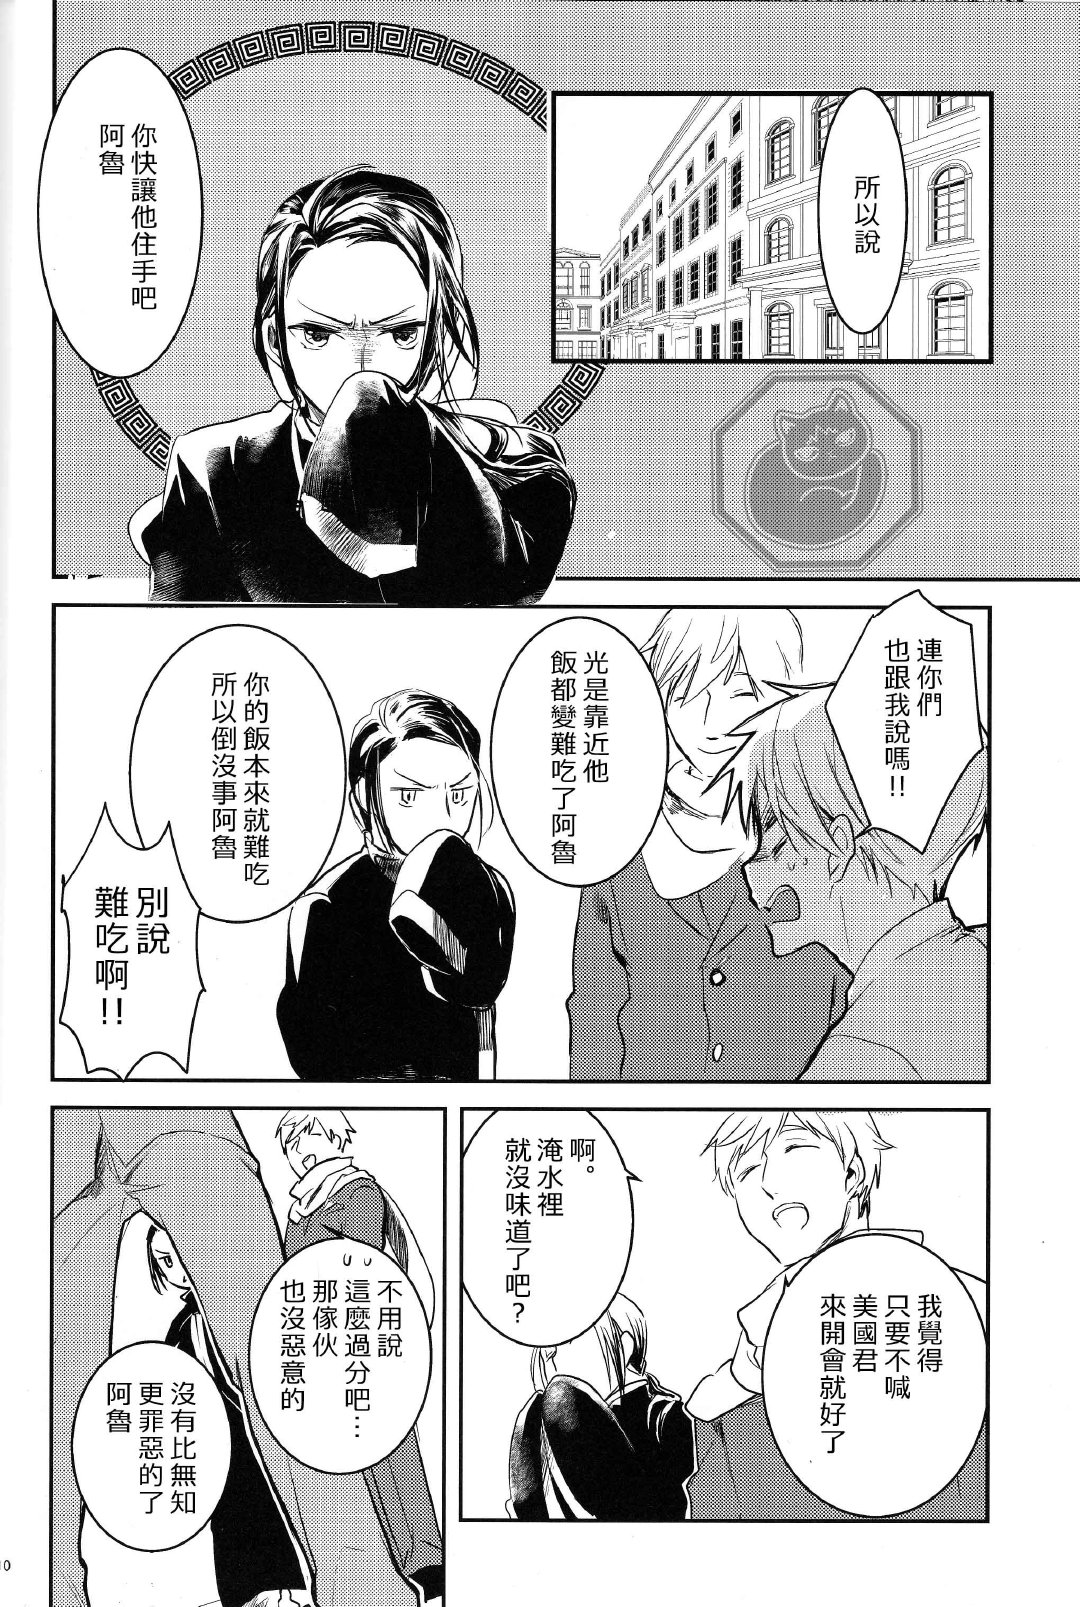 所以說
你快讓他住手吧
阿魯
連你們
也跟我說嗎!!
光是靠近他
飯都變難吃了阿魯
你的飯本來就難吃
所以倒沒事阿魯
別說
難吃啊!!
我覺得
只要不喊
美國君
來開會就好了
啊。
淹水裡
就沒味道了吧?
不用說
這麼過分吧…
那傢伙
也沒惡意的
沒有比無知
更罪惡的了
阿魯
10